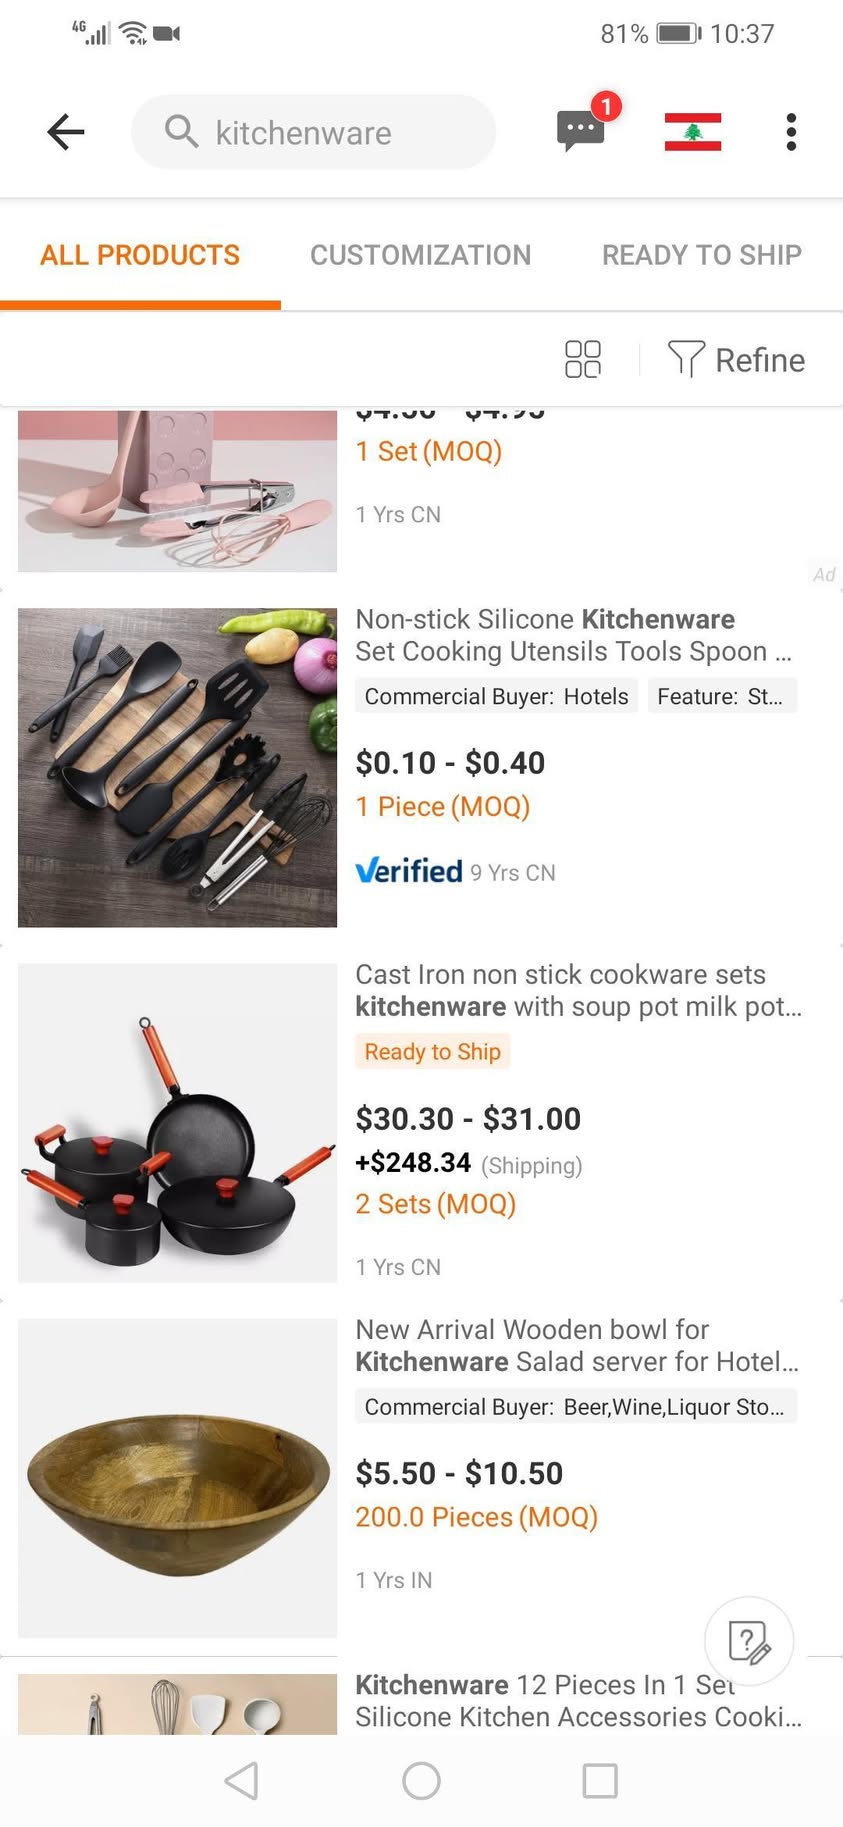 4G 81% 10:37
kitchenware 1
ALL PRODUCTS CUSTOMIZATION READY TO SHIP
Refine
$4.50 - $4.95
1 Set (MOQ)
1 Yrs CN
Ad
Non-stick Silicone Kitchenware
Set Cooking Utensils Tools Spoon ...
Commercial Buyer: Hotels Feature: St...
$0.10 - $0.40
1 Piece (MOQ)
Verified 9 Yrs CN
Cast Iron non stick cookware sets
kitchenware with soup pot milk pot...
Ready to Ship
$30.30 - $31.00
+$248.34 (Shipping)
2 Sets (MOQ)
1 Yrs CN
New Arrival Wooden bowl for
Kitchenware Salad server for Hotel...
Commercial Buyer: Beer,Wine,Liquor Sto...
$5.50 - $10.50
200.0 Pieces (MOQ)
1 Yrs IN
Kitchenware 12 Pieces In 1 Set
Silicone Kitchen Accessories Cooki...